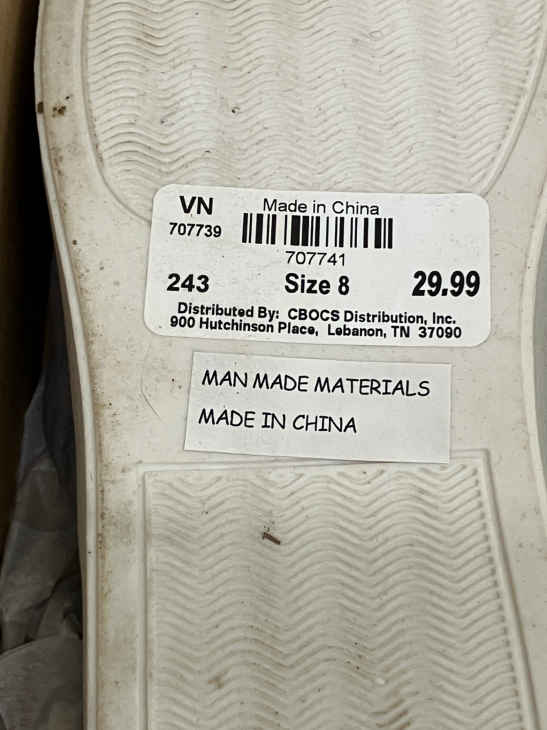 VN Made in China
707739
707741
243 Size 8 29.99
Distributed By: CBOCS Distribution, Inc.
900 Hutchinson Place, Lebanon, TN 37090
MAN MADE MATERIALS
MADE IN CHINA